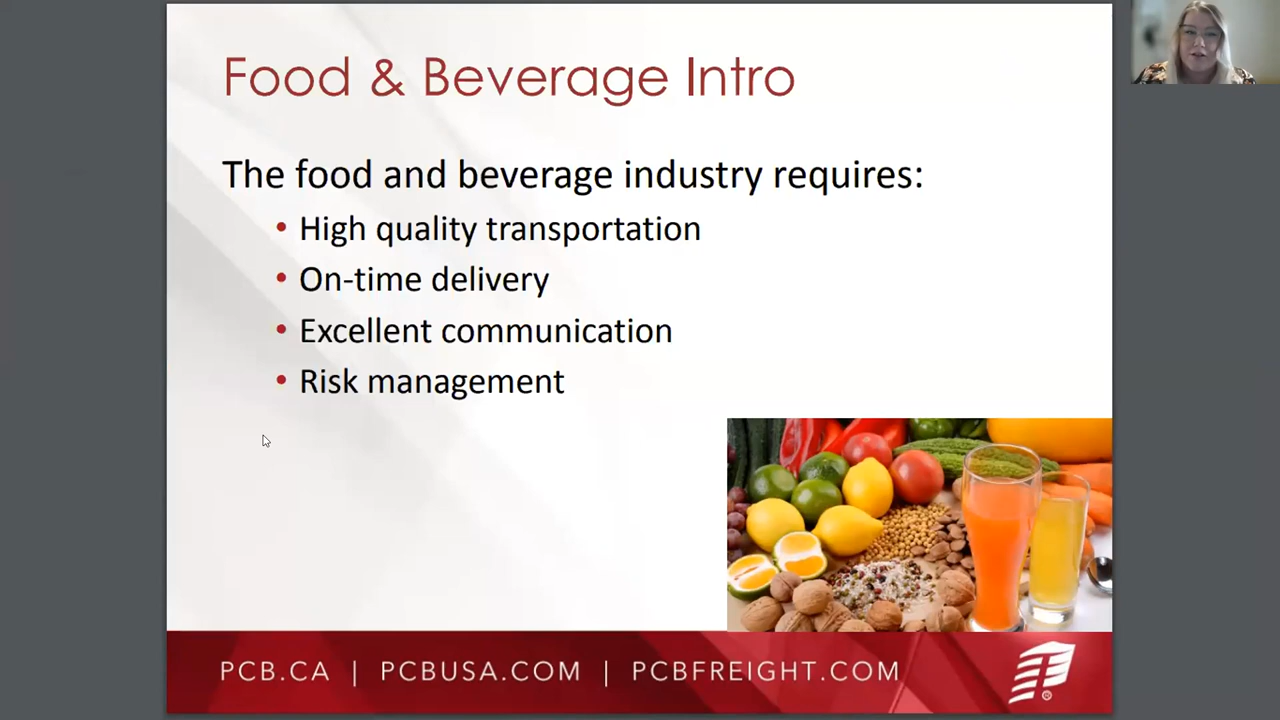 Food & Beverage Intro
The food and beverage industry requires:
• High quality transportation
• On-time delivery
• Excellent communication
• Risk management
PCB.CA | PCBUSA.COM | PCBFREIGHT.COM